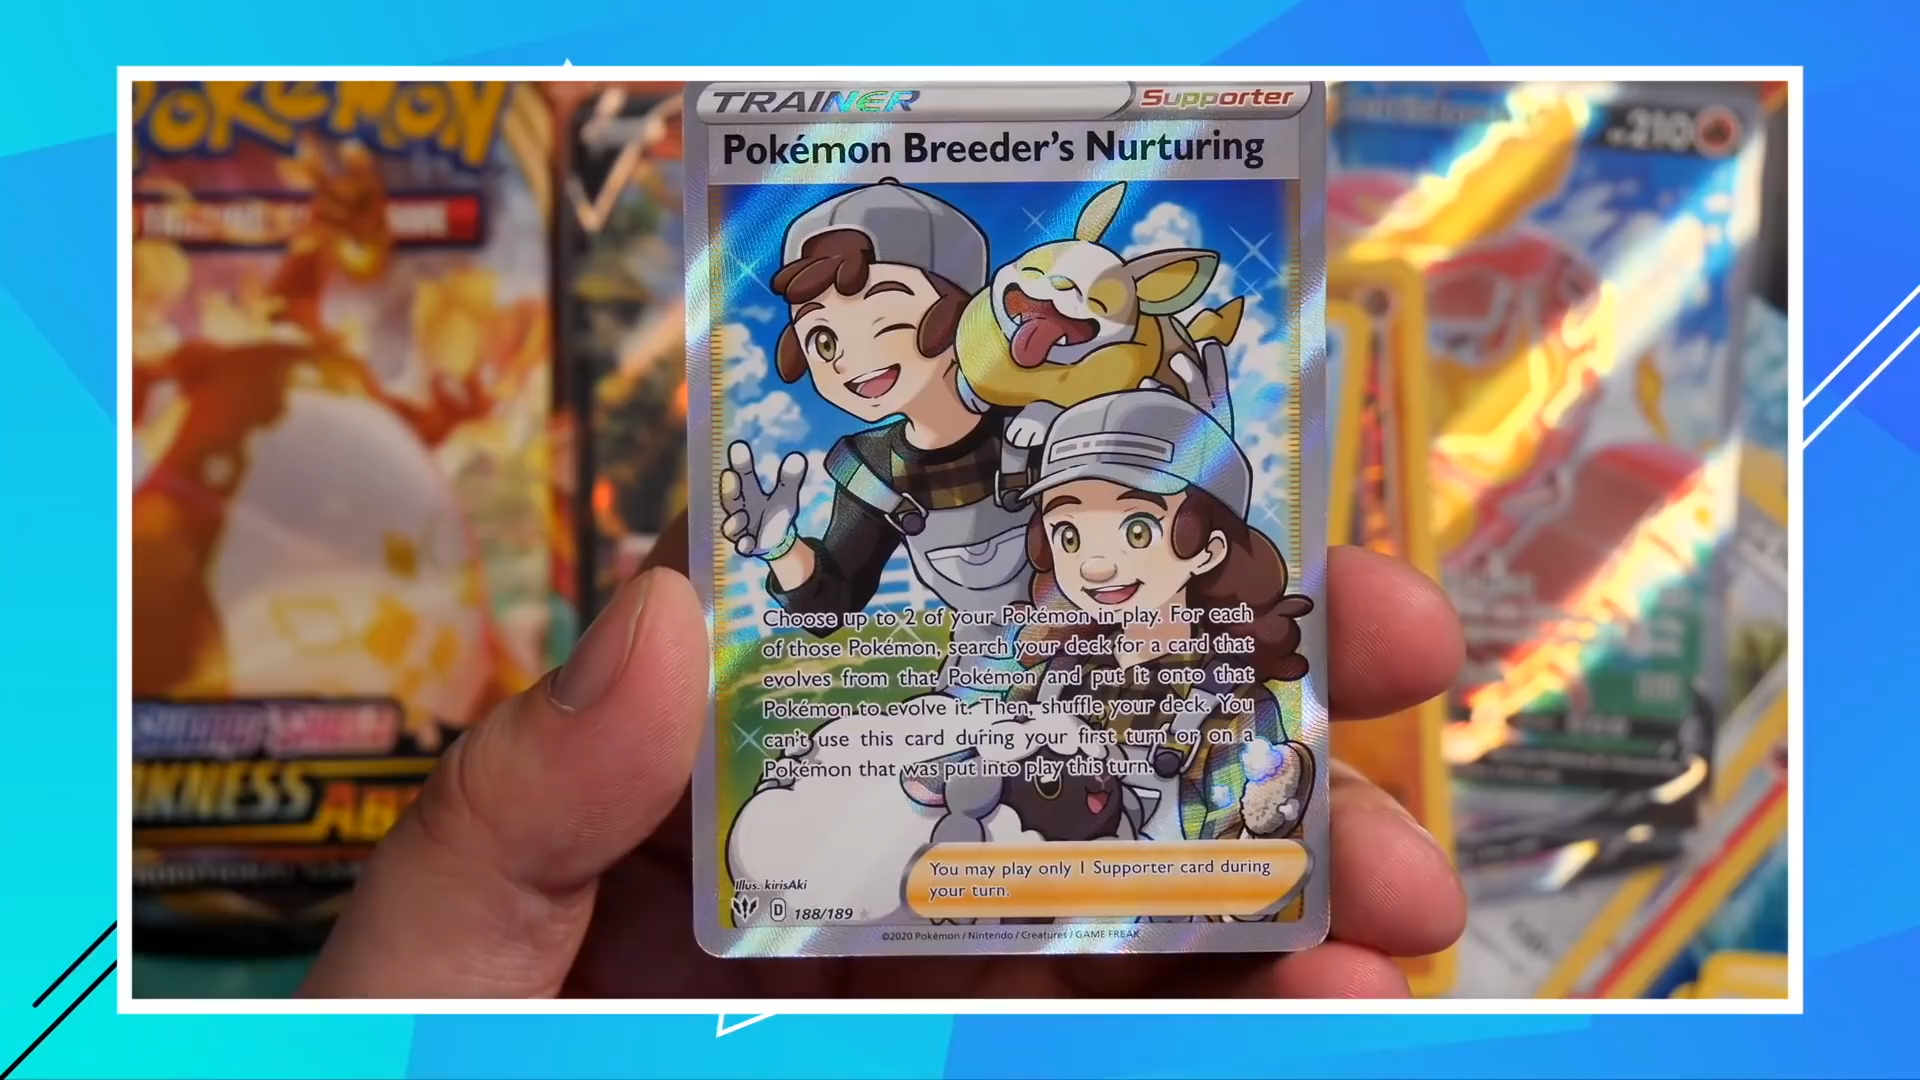 POKéMON
TRAINER
Supporter
Pokémon Breeder's Nurturing
210
Choose up to 2 of your Pokémon in play. For each
of those Pokémon, search your deck for a card that
evolves from that Pokémon and put it onto that
Pokémon to evolve it. Then, shuffle your deck. You
can't use this card during your first turn or on a
Pokémon that was put into play this turn.
You may play only 1 Supporter card during
your turn.
Illus. kirisAki
D 188/189
©2020 Pokémon / Nintendo / Creatures / GAME FREAK